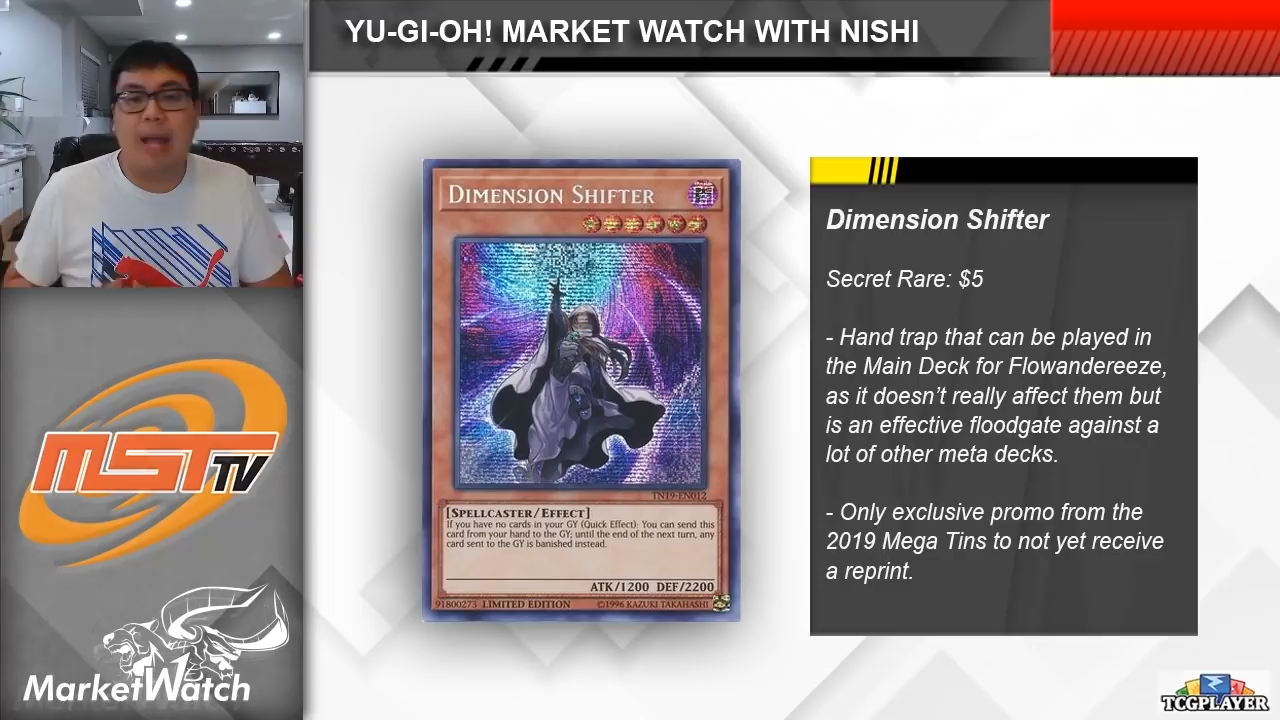 YU-GI-OH! MARKET WATCH WITH NISHI
DIMENSION SHIFTER
TN19-EN012
[SPELLCASTER/EFFECT]
If you have no cards in your GY (Quick Effect): You can send this
card from your hand to the GY; until the end of the next turn, any
card sent to the GY is banished instead.
ATK/1200 DEF/2200
91800273 LIMITED EDITION ©1996 KAZUKI TAKAHASHI
Dimension Shifter
Secret Rare: $5
- Hand trap that can be played in
the Main Deck for Flowandereeze,
as it doesn’t really affect them but
is an effective floodgate against a
lot of other meta decks.
- Only exclusive promo from the
2019 Mega Tins to not yet receive
a reprint.
MST TV
MarketWatch
TCGPLAYER